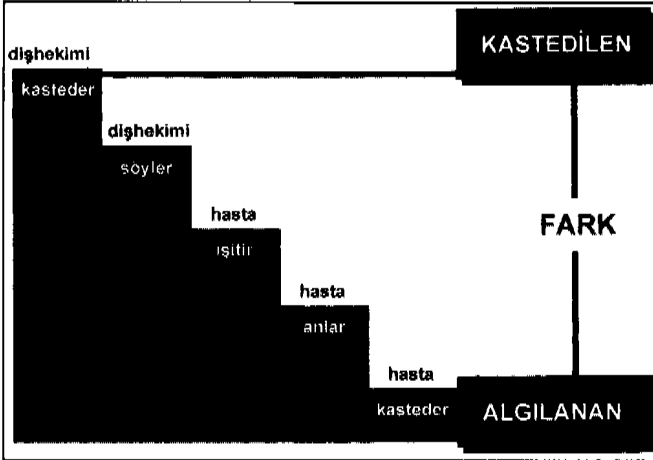 KASTEDİLEN
dişhekimi
kasteder
dişhekimi
söyler
hasta
işitir
FARK
hasta
anlar
hasta
kasteder
ALGILANAN